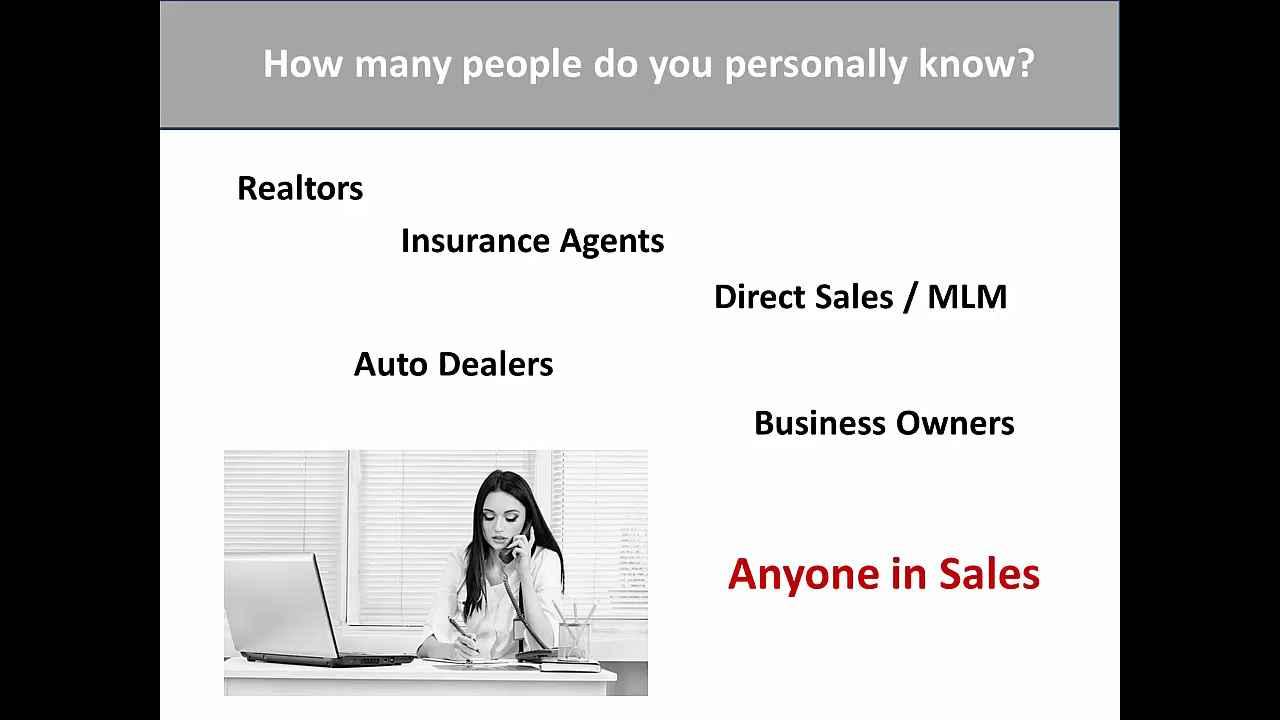 How many people do you personally know?
Realtors
Insurance Agents
Direct Sales / MLM
Auto Dealers
Business Owners
Anyone in Sales